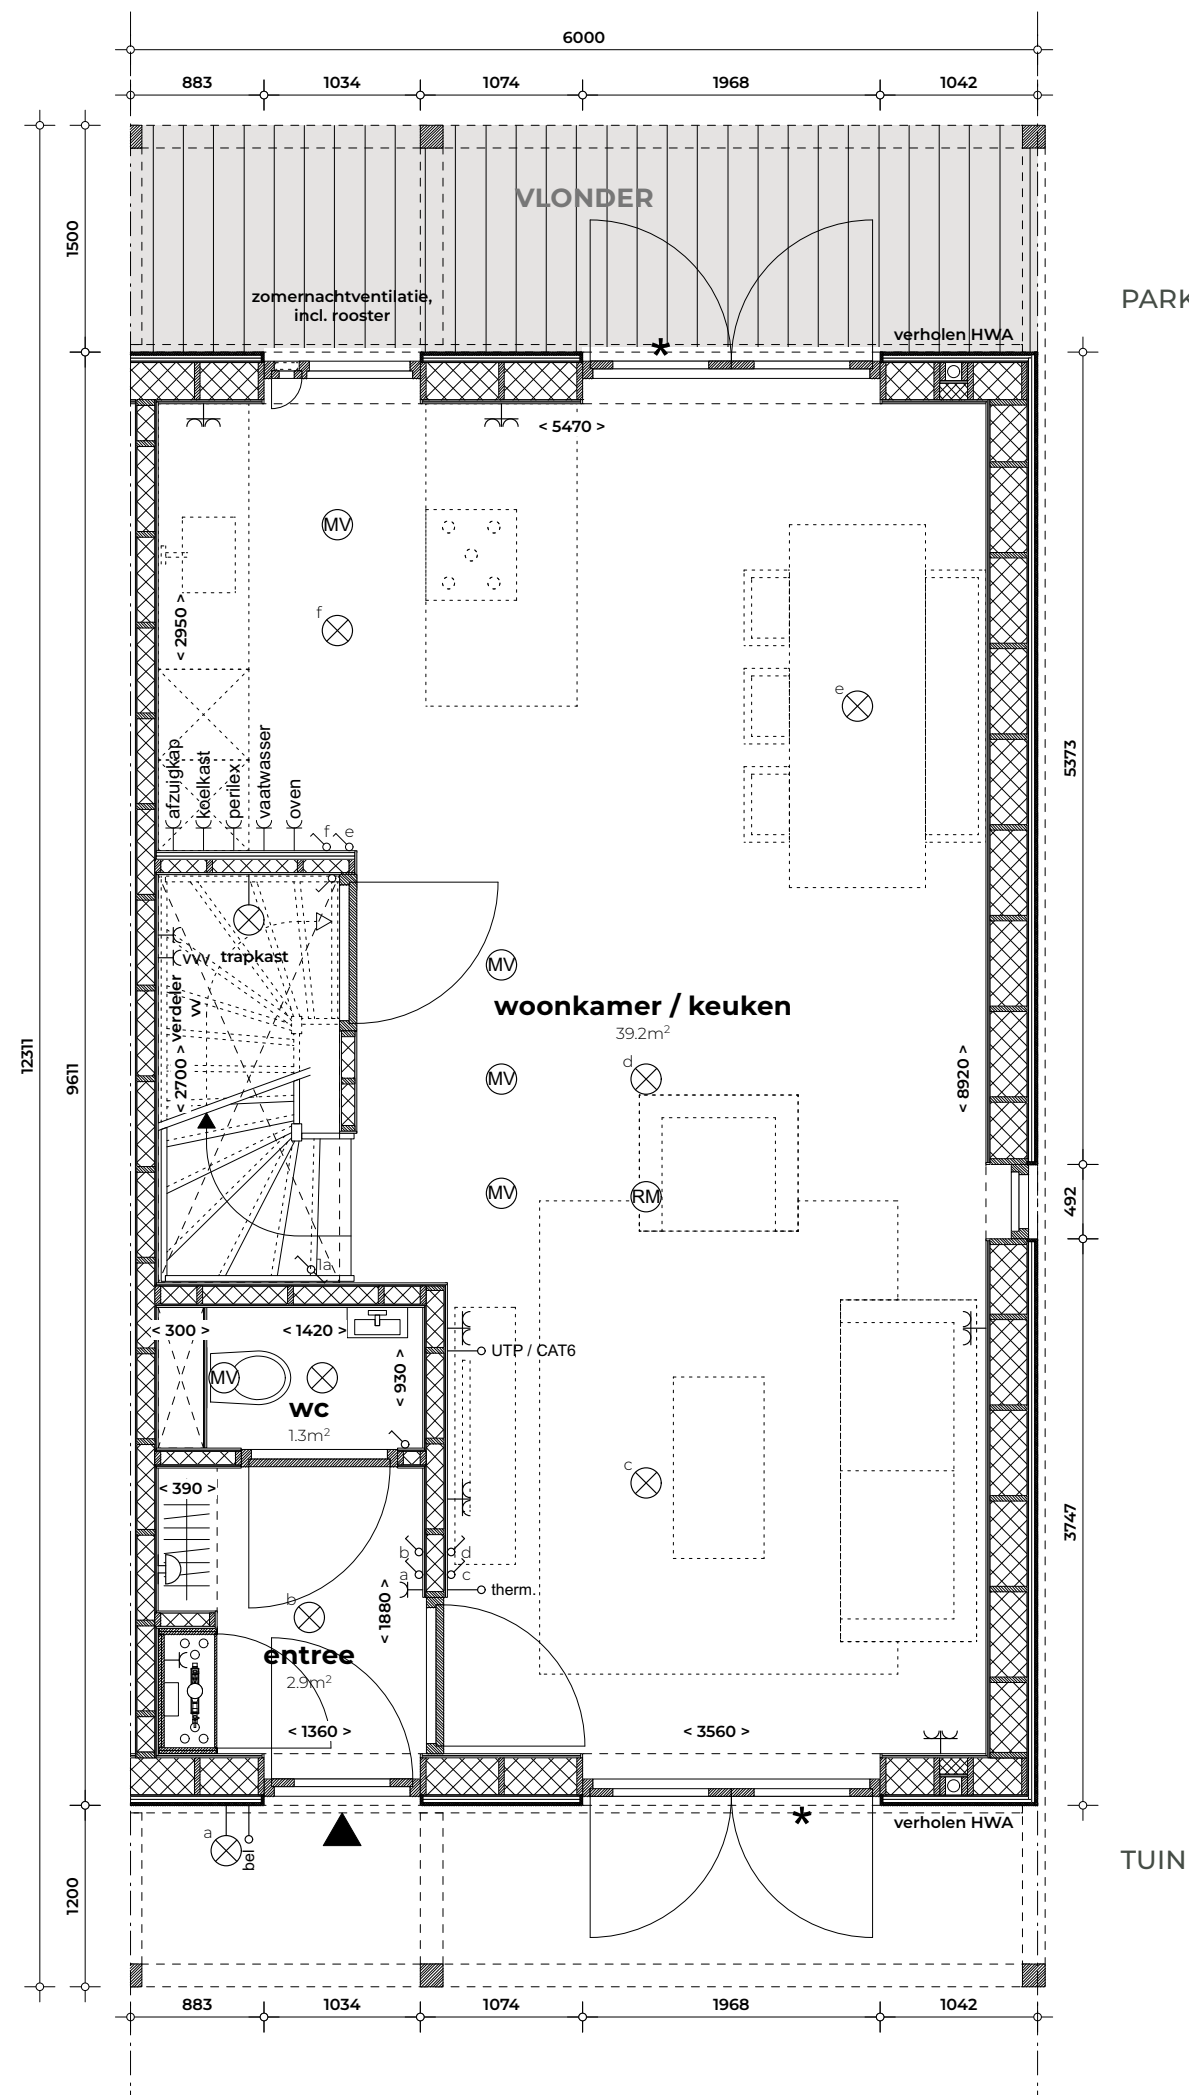 6000
883 1034 1074 1968 1042
VLONDER
1500
zomernachtventilatie,
incl. rooster
PARK
verholen HWA
*
< 5470 >
MV
f
< 2950 >
e
afzuigkap
koelkast
perilex
vaatwasser
oven
f e
5373
trapkast
vvv
verdeler
vv
< 2700 >
MV
woonkamer / keuken
39.2m²
d
< 8920 >
12311
9611
MV
MV
RM
492
1a
< 300 >
< 1420 >
UTP / CAT6
MV
< 930 >
wc
1.3m²
c
< 390 >
3747
b d
a c
therm.
< 1880 >
b
entree
2.9m²
< 1360 >
< 3560 >
*
verholen HWA
a
bel
TUIN
1200
883 1034 1074 1968 1042